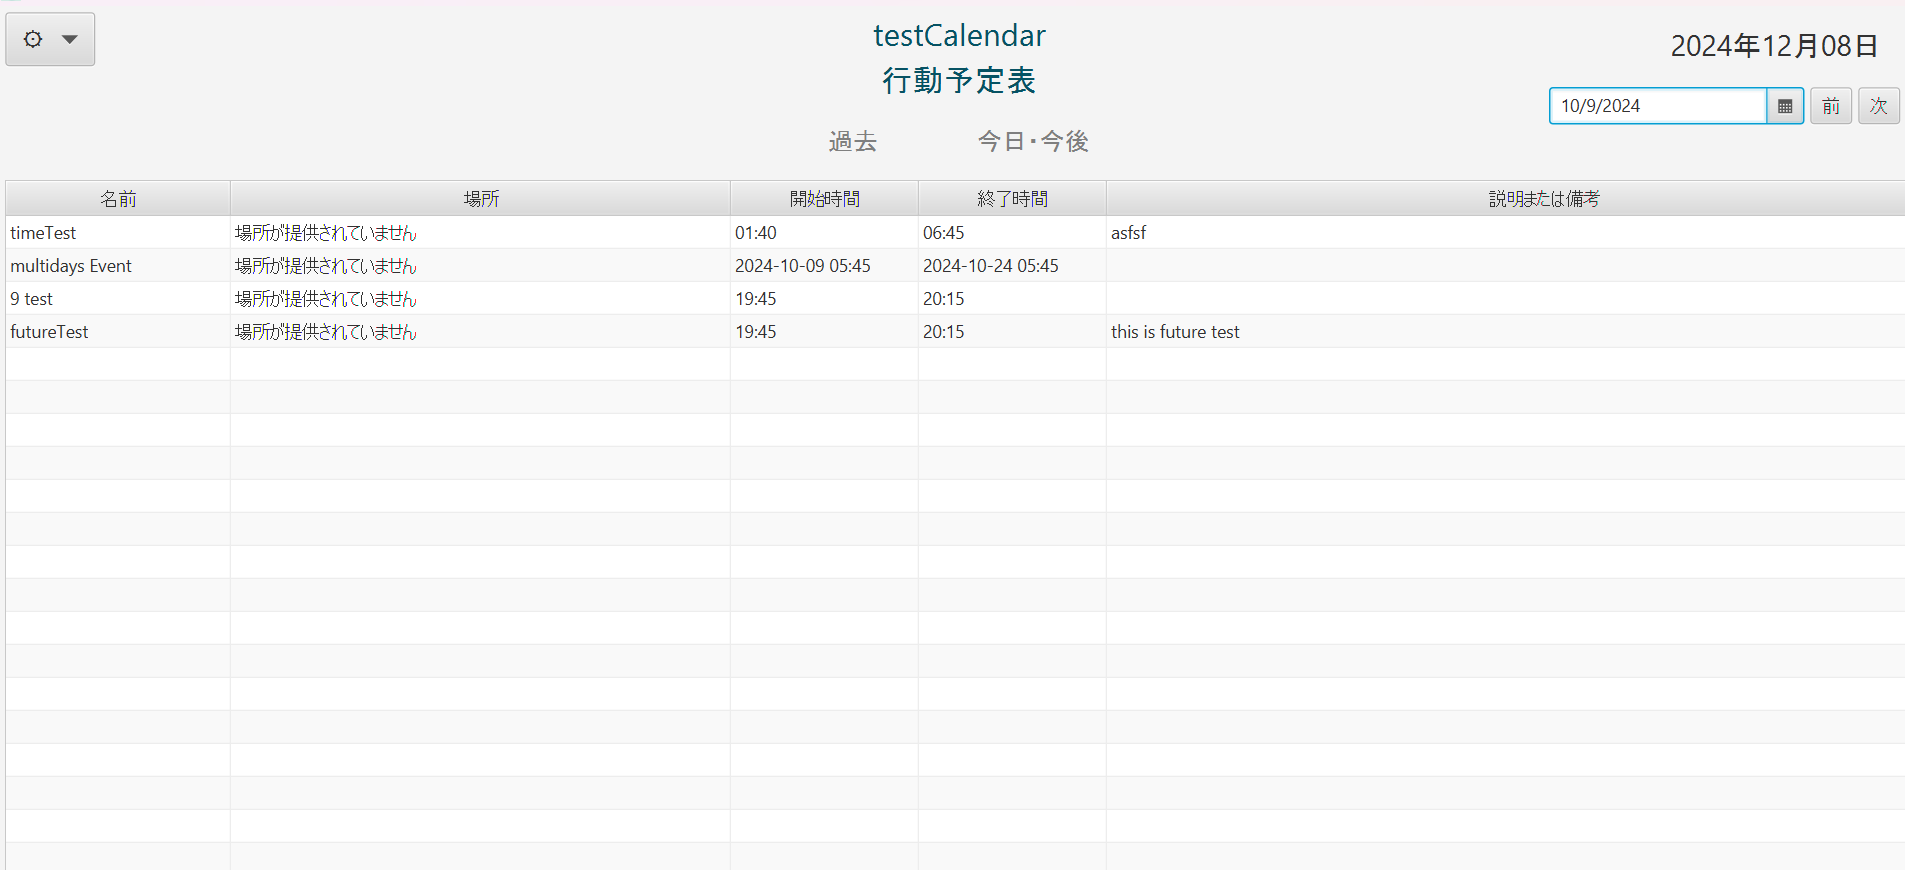 testCalendar
行動予定表
2024年12月08日
10/9/2024 前 次
過去 今日・今後
名前 場所 開始時間 終了時間 説明または備考
timeTest 場所が提供されていません 01:40 06:45 asfsf
multidays Event 場所が提供されていません 2024-10-09 05:45 2024-10-24 05:45
9 test 場所が提供されていません 19:45 20:15
futureTest 場所が提供されていません 19:45 20:15 this is future test